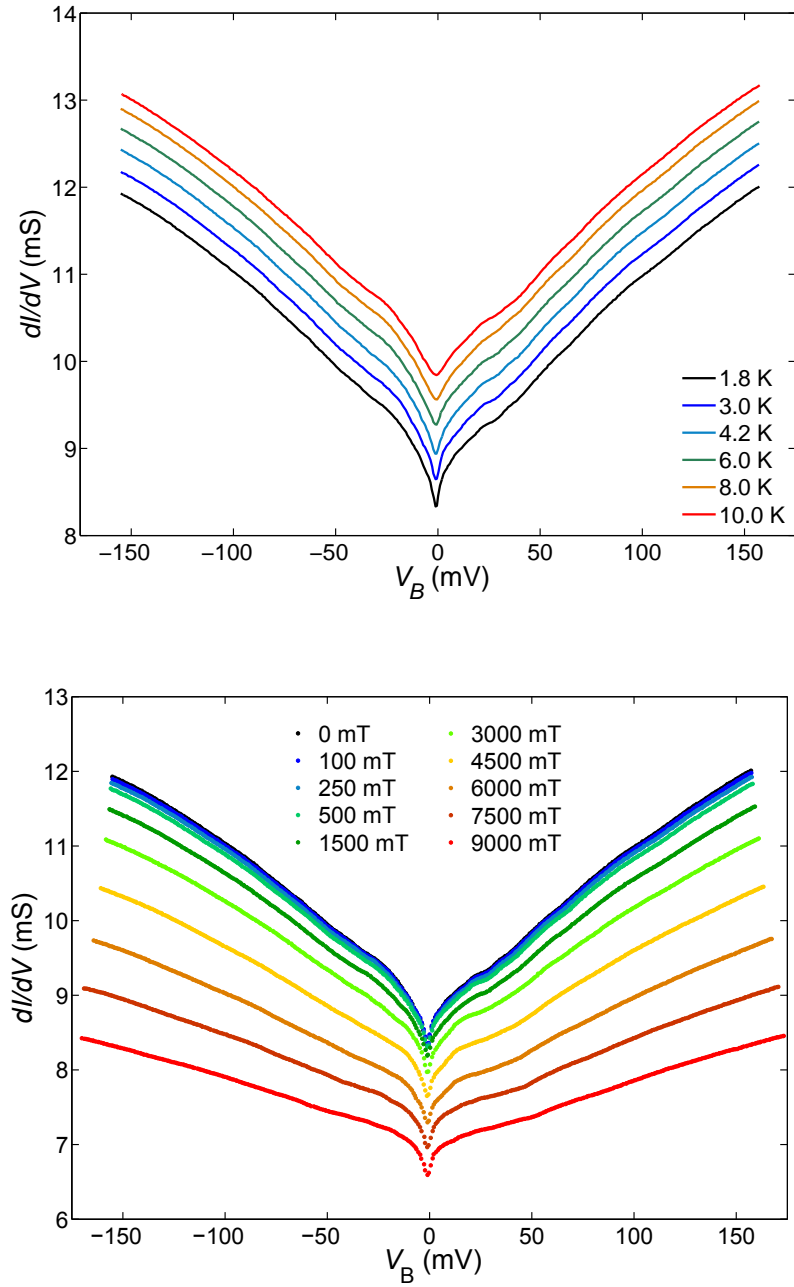 14
13
12
11
10
9
8
dI/dV (mS)
−150 −100 −50 0 50 100 150
V_B (mV)
1.8 K
3.0 K
4.2 K
6.0 K
8.0 K
10.0 K
13
12
11
10
9
8
7
6
dI/dV (mS)
0 mT
100 mT
250 mT
500 mT
1500 mT
3000 mT
4500 mT
6000 mT
7500 mT
9000 mT
−150 −100 −50 0 50 100 150
V_B (mV)